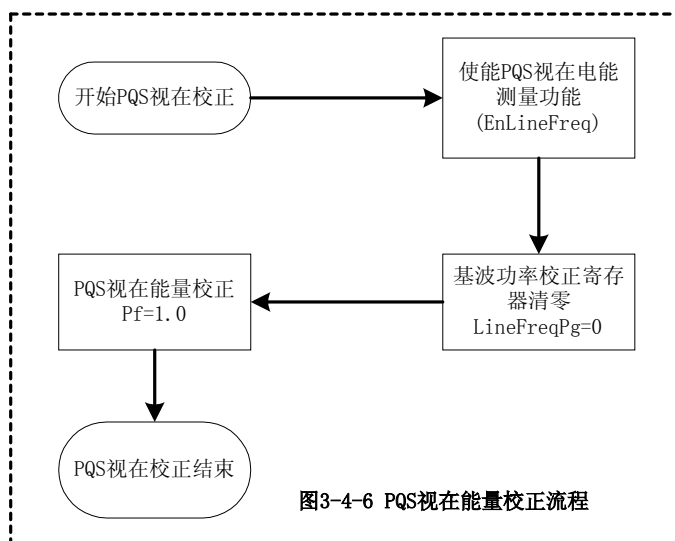 开始PQS视在校正
使能PQS视在电能
测量功能
(EnLineFreq)
PQS视在能量校正
Pf=1.0
基波功率校正寄存
器清零
LineFreqPg=0
PQS视在校正结束
图3-4-6 PQS视在能量校正流程